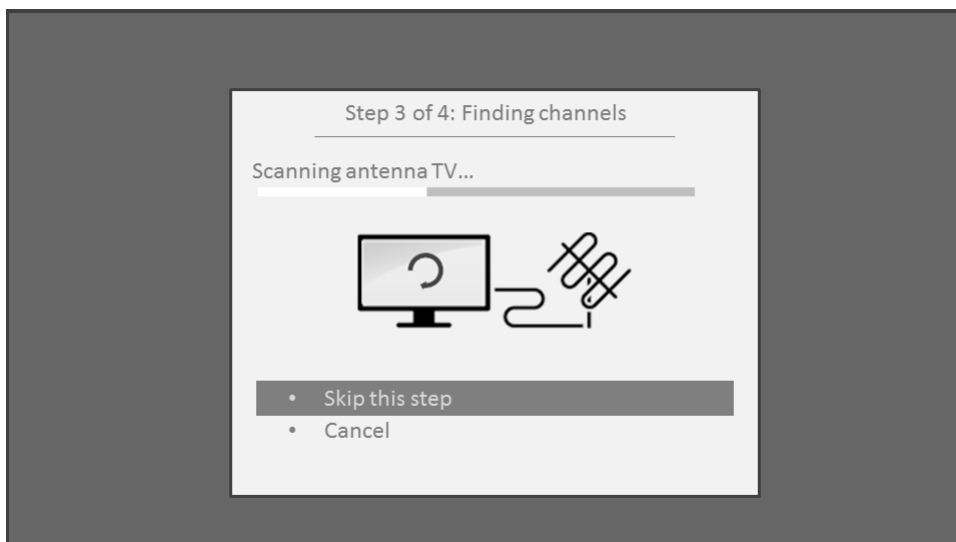 Step 3 of 4: Finding channels
Scanning antenna TV...
• Skip this step
• Cancel